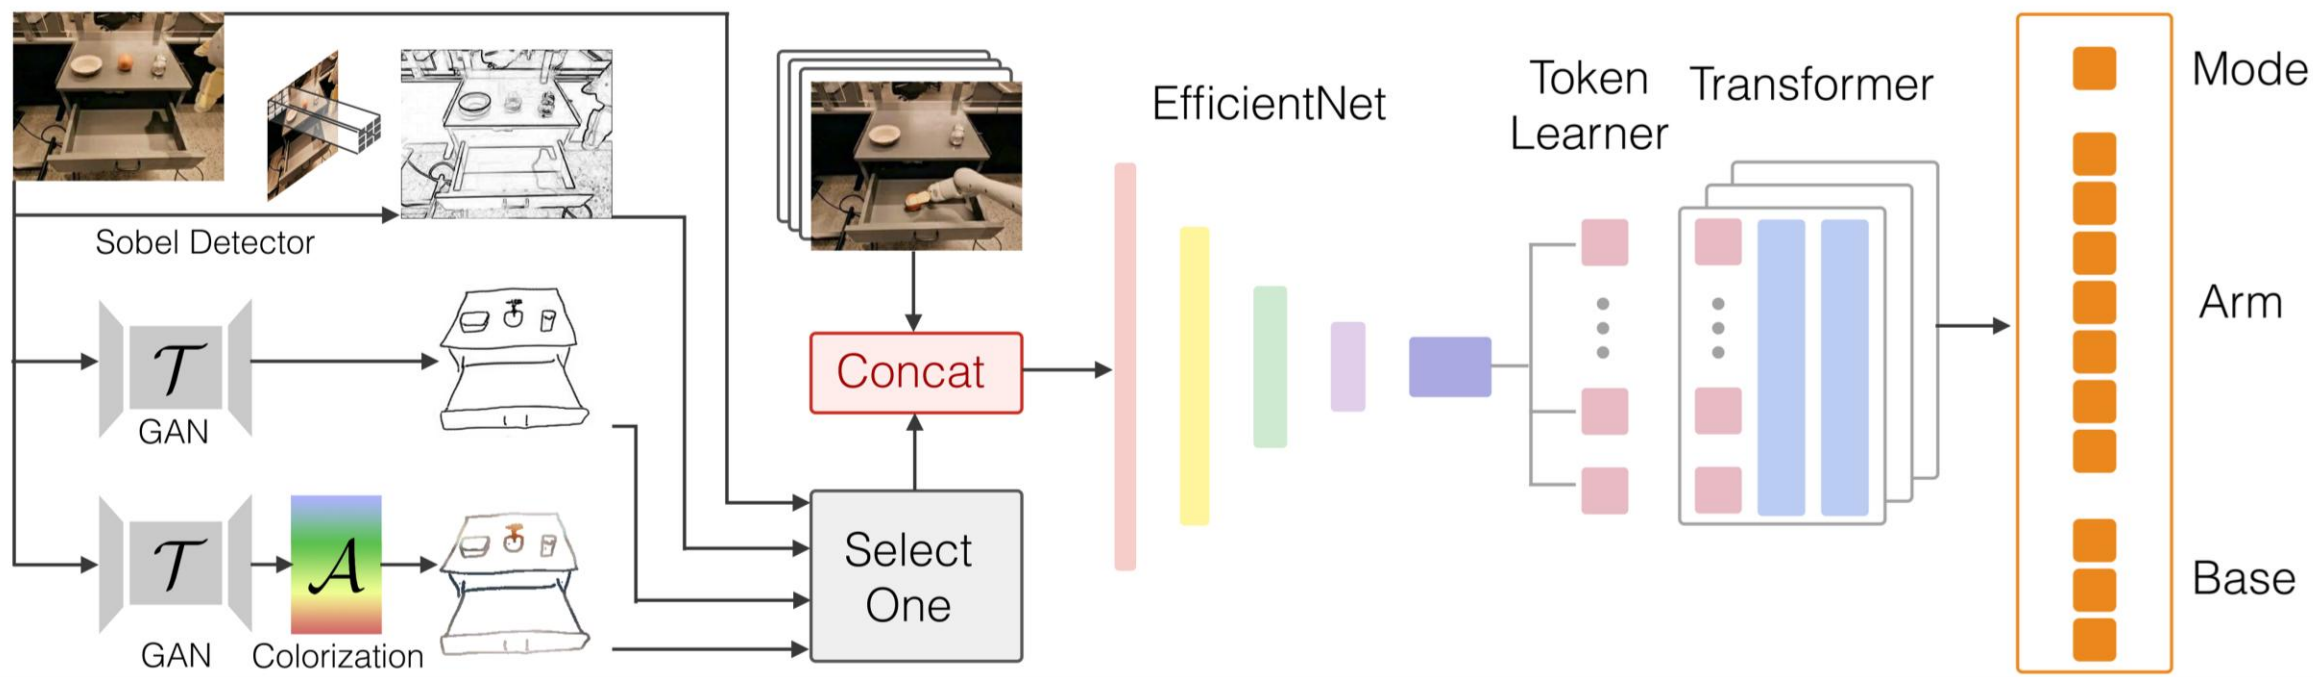 Sobel Detector
𝒯
GAN
𝒯
GAN
𝒜
Colorization
Concat
Select
One
EfficientNet
Token
Learner
Transformer
Mode
Arm
Base